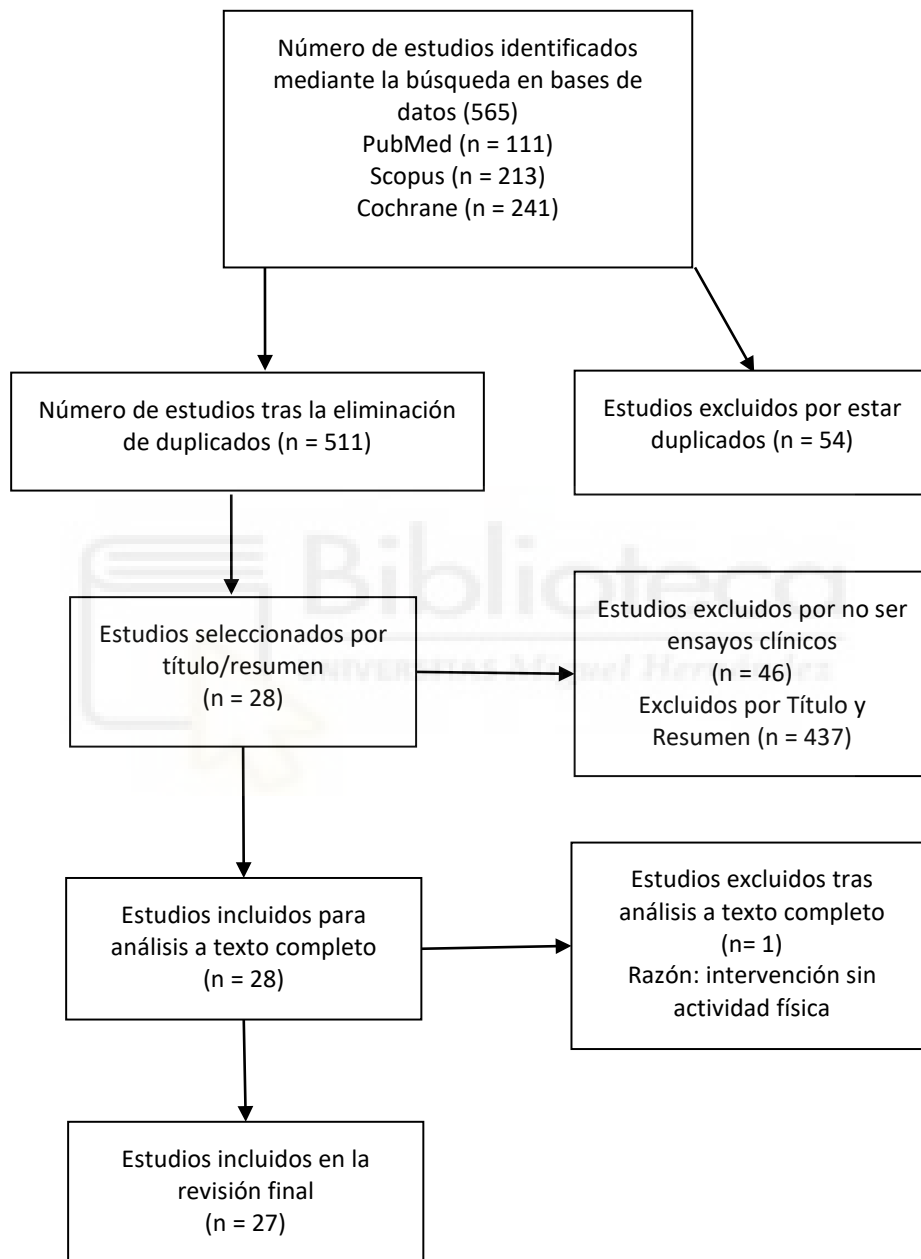 Número de estudios identificados
mediante la búsqueda en bases de
datos (565)
PubMed (n = 111)
Scopus (n = 213)
Cochrane (n = 241)
Número de estudios tras la eliminación
de duplicados (n = 511)
Estudios excluidos por estar
duplicados (n = 54)
Biblioteca
UNIVERSITAS Miguel Hernández
Estudios seleccionados por
título/resumen
(n = 28)
Estudios excluidos por no ser
ensayos clínicos
(n = 46)
Excluidos por Título y
Resumen (n = 437)
Estudios incluidos para
análisis a texto completo
(n = 28)
Estudios excluidos tras
análisis a texto completo
(n= 1)
Razón: intervención sin
actividad física
Estudios incluidos en la
revisión final
(n = 27)